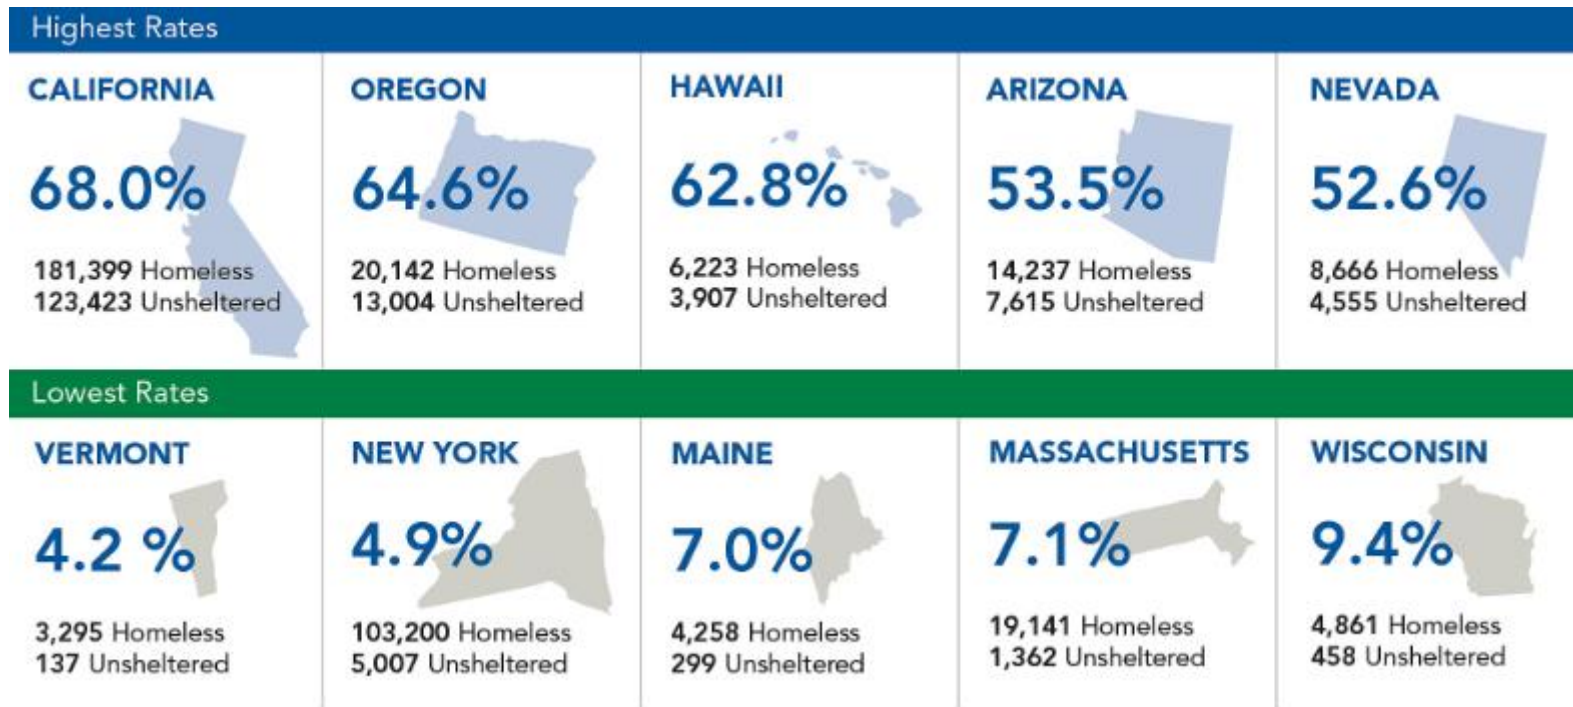 Highest Rates
CALIFORNIA
68.0%
181,399 Homeless
123,423 Unsheltered
OREGON
64.6%
20,142 Homeless
13,004 Unsheltered
HAWAII
62.8%
6,223 Homeless
3,907 Unsheltered
ARIZONA
53.5%
14,237 Homeless
7,615 Unsheltered
NEVADA
52.6%
8,666 Homeless
4,555 Unsheltered
Lowest Rates
VERMONT
4.2 %
3,295 Homeless
137 Unsheltered
NEW YORK
4.9%
103,200 Homeless
5,007 Unsheltered
MAINE
7.0%
4,258 Homeless
299 Unsheltered
MASSACHUSETTS
7.1%
19,141 Homeless
1,362 Unsheltered
WISCONSIN
9.4%
4,861 Homeless
458 Unsheltered